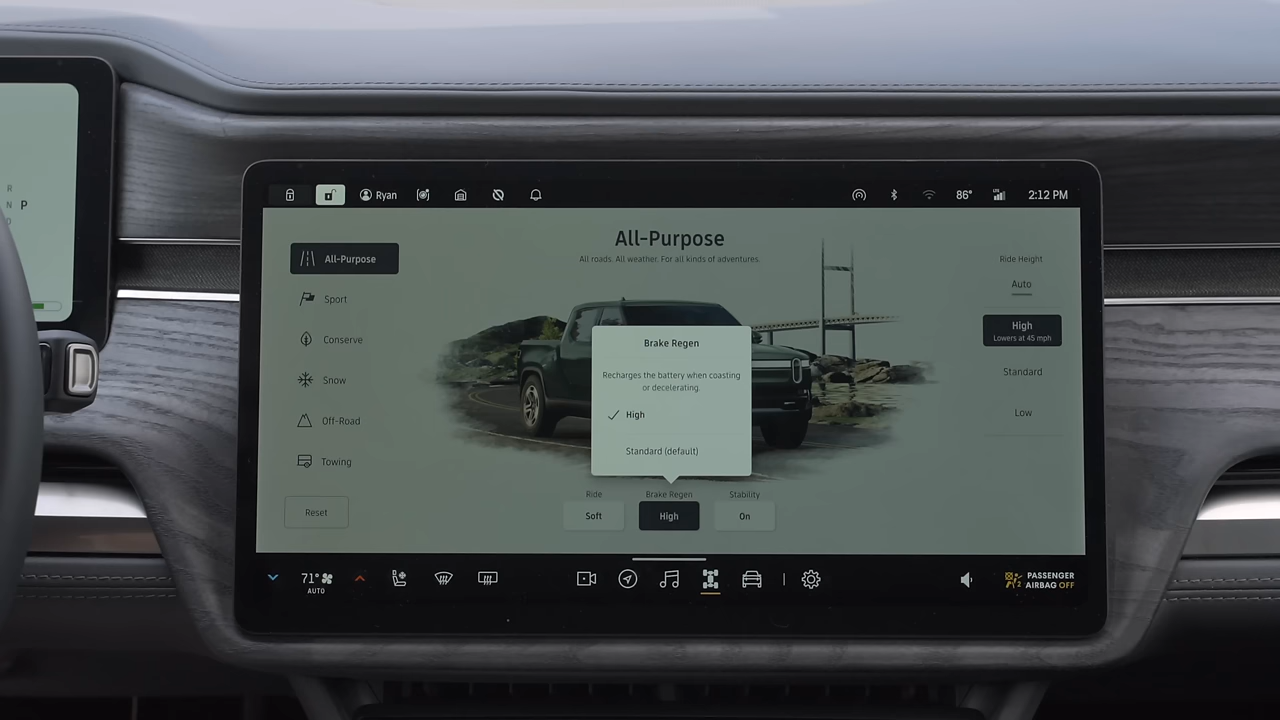 R
N P
D
Ryan
86°
LTE
2:12 PM
All-Purpose
All roads. All weather. For all kinds of adventures.
All-Purpose
Sport
Conserve
Snow
Off-Road
Towing
Reset
Ride Height
Auto
High
Lowers at 45 mph
Standard
Low
Brake Regen
Recharges the battery when coasting
or decelerating.
High
Standard (default)
Ride
Brake Regen
Stability
Soft
High
On
71°
AUTO
PASSENGER
AIRBAG OFF